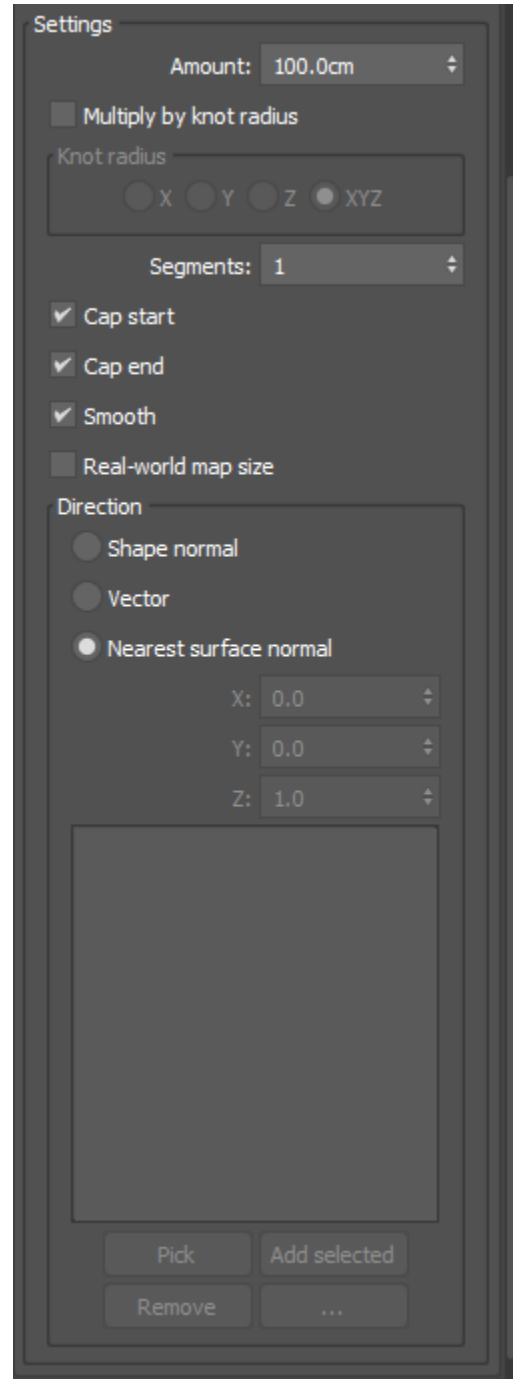 Settings
Amount: 100.0cm
Multiply by knot radius
Knot radius
X Y Z XYZ
Segments: 1
Cap start
Cap end
Smooth
Real-world map size
Direction
Shape normal
Vector
Nearest surface normal
X: 0.0
Y: 0.0
Z: 1.0
Pick Add selected
Remove ...